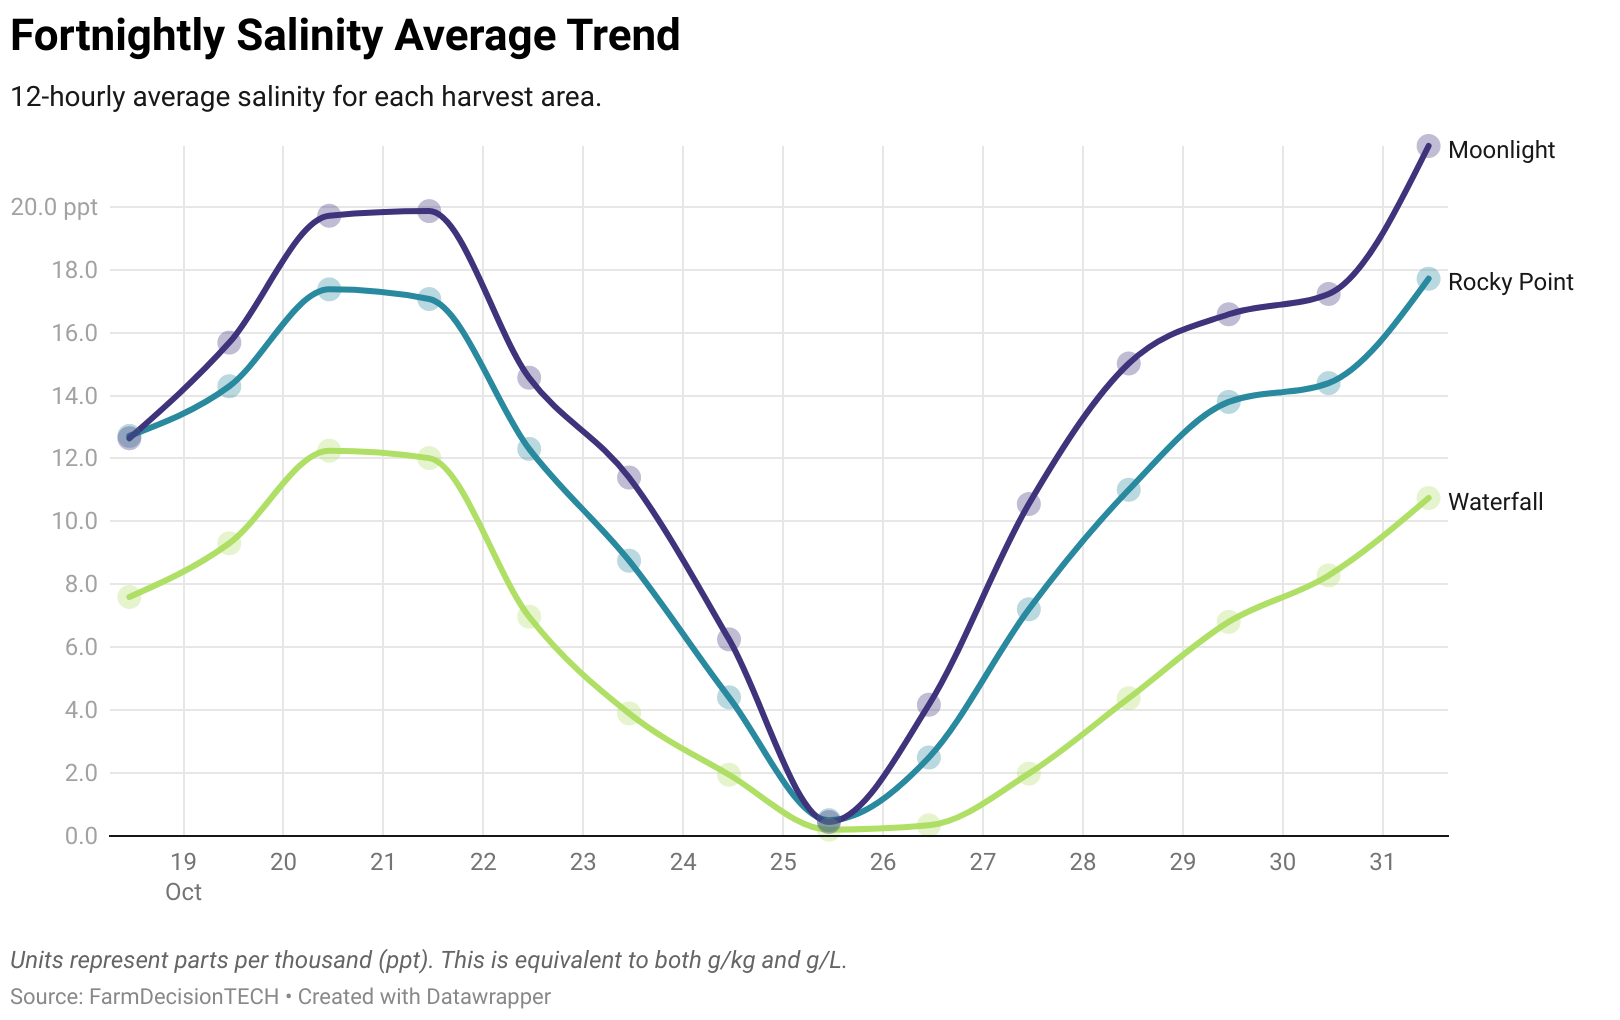 Fortnightly Salinity Average Trend
12-hourly average salinity for each harvest area.
Moonlight
20.0 ppt
18.0
Rocky Point
16.0
14.0
12.0
Waterfall
10.0
8.0
6.0
4.0
2.0
0.0
19 20 21 22 23 24 25 26 27 28 29 30 31
Oct
Units represent parts per thousand (ppt). This is equivalent to both g/kg and g/L.
Source: FarmDecisionTECH • Created with Datawrapper